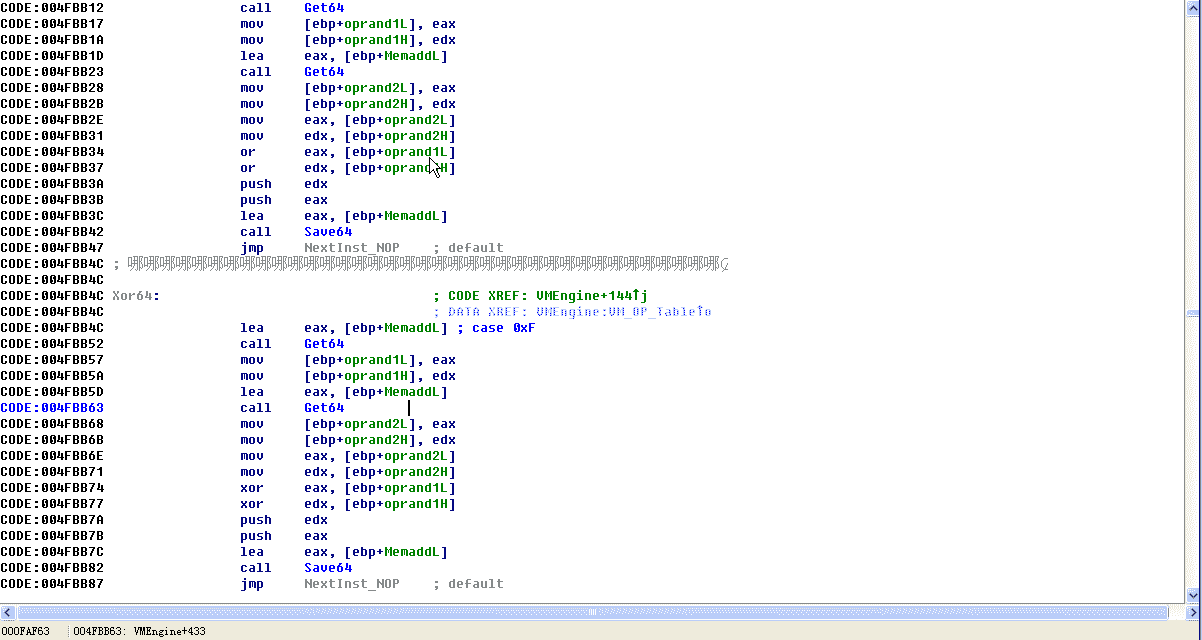 CODE:004FBB12 call Get64
CODE:004FBB17 mov [ebp+oprand1L], eax
CODE:004FBB1A mov [ebp+oprand1H], edx
CODE:004FBB1D lea eax, [ebp+MemaddL]
CODE:004FBB23 call Get64
CODE:004FBB28 mov [ebp+oprand2L], eax
CODE:004FBB2B mov [ebp+oprand2H], edx
CODE:004FBB2E mov eax, [ebp+oprand2L]
CODE:004FBB31 mov edx, [ebp+oprand2H]
CODE:004FBB34 or eax, [ebp+oprand1L]
CODE:004FBB37 or edx, [ebp+oprand1H]
CODE:004FBB3A push edx
CODE:004FBB3B push eax
CODE:004FBB3C lea eax, [ebp+MemaddL]
CODE:004FBB42 call Save64
CODE:004FBB47 jmp NextInst_NOP ; default
CODE:004FBB4C ;
CODE:004FBB4C
CODE:004FBB4C Xor64: ; CODE XREF: VMEngine+144↑j
CODE:004FBB4C ; DATA XREF: VMEngine:VM_OP_Table↑o
CODE:004FBB4C lea eax, [ebp+MemaddL] ; case 0xF
CODE:004FBB52 call Get64
CODE:004FBB57 mov [ebp+oprand1L], eax
CODE:004FBB5A mov [ebp+oprand1H], edx
CODE:004FBB5D lea eax, [ebp+MemaddL]
CODE:004FBB63 call Get64
CODE:004FBB68 mov [ebp+oprand2L], eax
CODE:004FBB6B mov [ebp+oprand2H], edx
CODE:004FBB6E mov eax, [ebp+oprand2L]
CODE:004FBB71 mov edx, [ebp+oprand2H]
CODE:004FBB74 xor eax, [ebp+oprand1L]
CODE:004FBB77 xor edx, [ebp+oprand1H]
CODE:004FBB7A push edx
CODE:004FBB7B push eax
CODE:004FBB7C lea eax, [ebp+MemaddL]
CODE:004FBB82 call Save64
CODE:004FBB87 jmp NextInst_NOP ; default
000FAF63 004FBB63: VMEngine+433